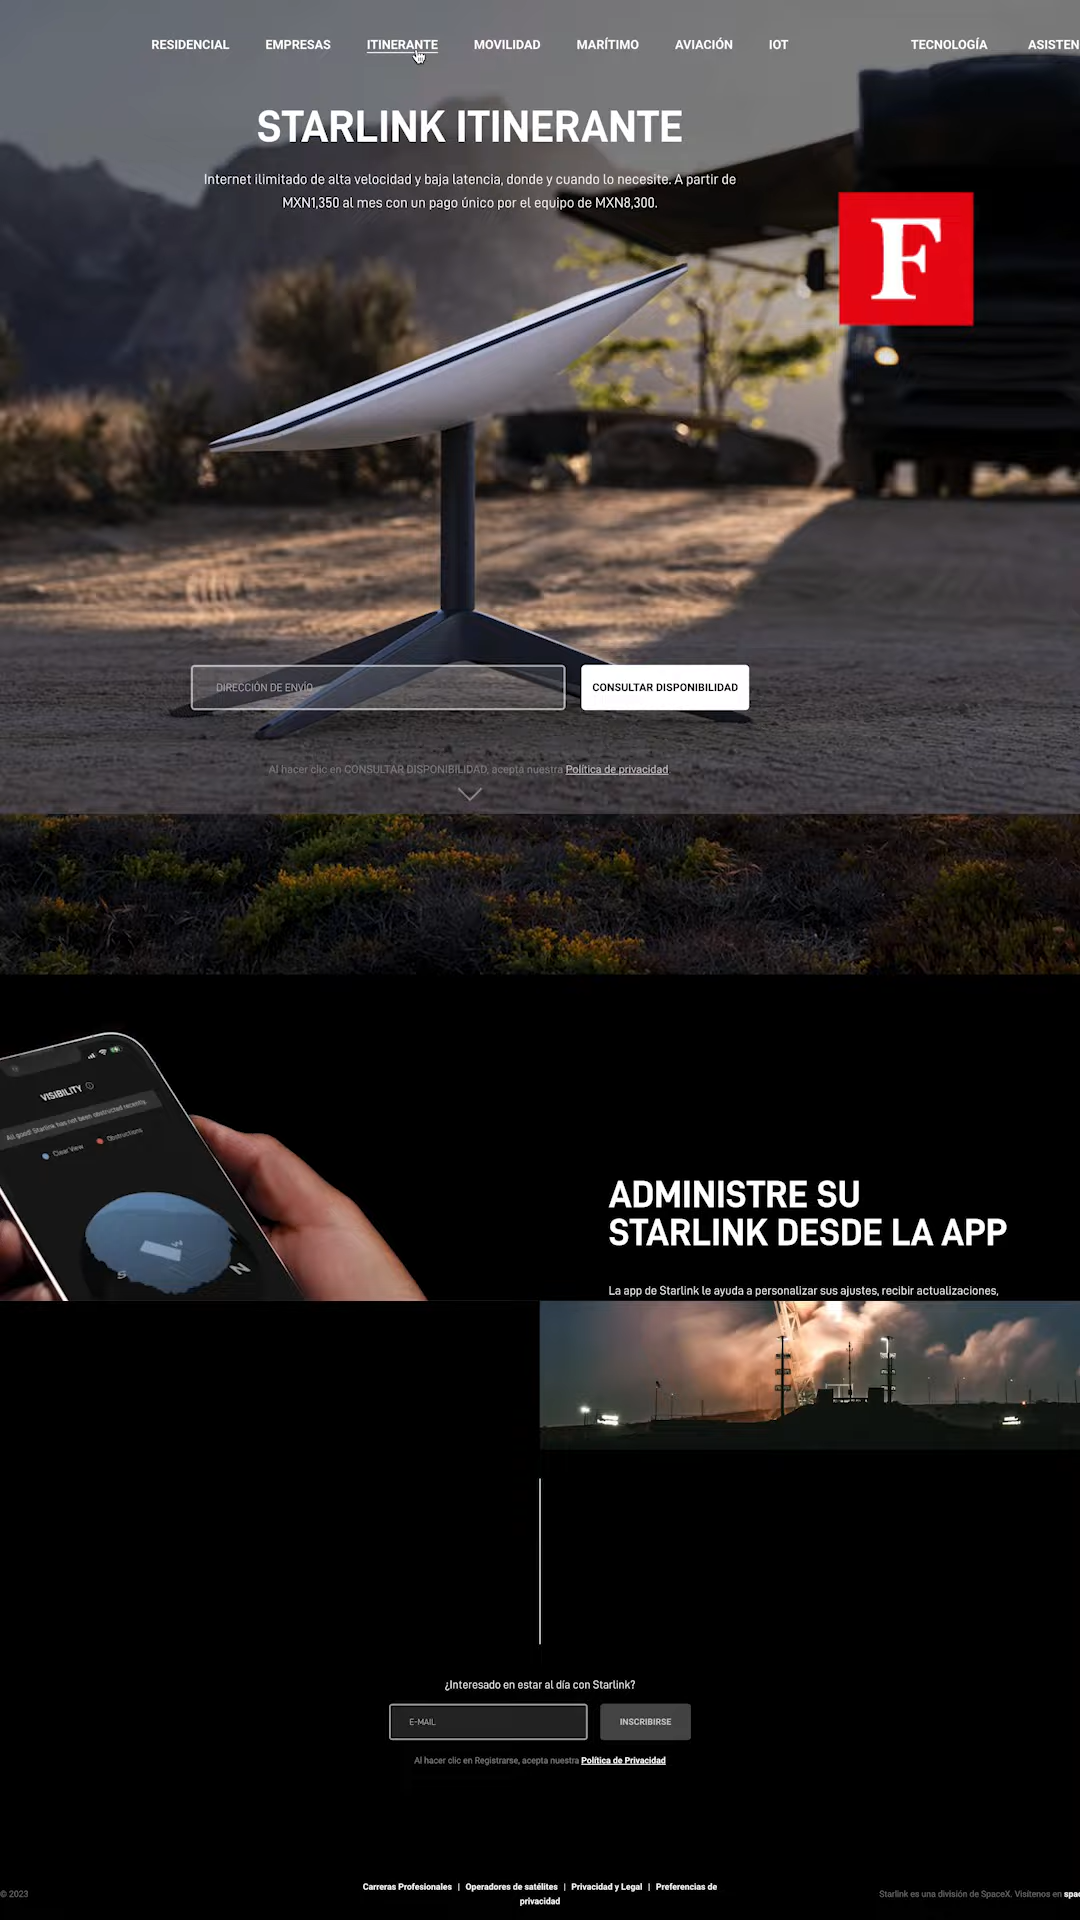 RESIDENCIAL EMPRESAS ITINERANTE MOVILIDAD MARÍTIMO AVIACIÓN IOT TECNOLOGÍA ASISTEN
STARLINK ITINERANTE
Internet ilimitado de alta velocidad y baja latencia, donde y cuando lo necesite. A partir de
MXN1,350 al mes con un pago único por el equipo de MXN8,300.
F
DIRECCIÓN DE ENVÍO
CONSULTAR DISPONIBILIDAD
Al hacer clic en CONSULTAR DISPONIBILIDAD, acepta nuestra Política de privacidad
VISIBILITY
All good! Starlink has not been obstructed recently.
Clear View Obstructions
S W N
ADMINISTRE SU
STARLINK DESDE LA APP
La app de Starlink le ayuda a personalizar sus ajustes, recibir actualizaciones,
¿Interesado en estar al día con Starlink?
E-MAIL
INSCRIBIRSE
Al hacer clic en Registrarse, acepta nuestra Política de Privacidad
© 2023
Carreras Profesionales | Operadores de satélites | Privacidad y Legal | Preferencias de
privacidad
Starlink es una división de SpaceX. Visítenos en spac